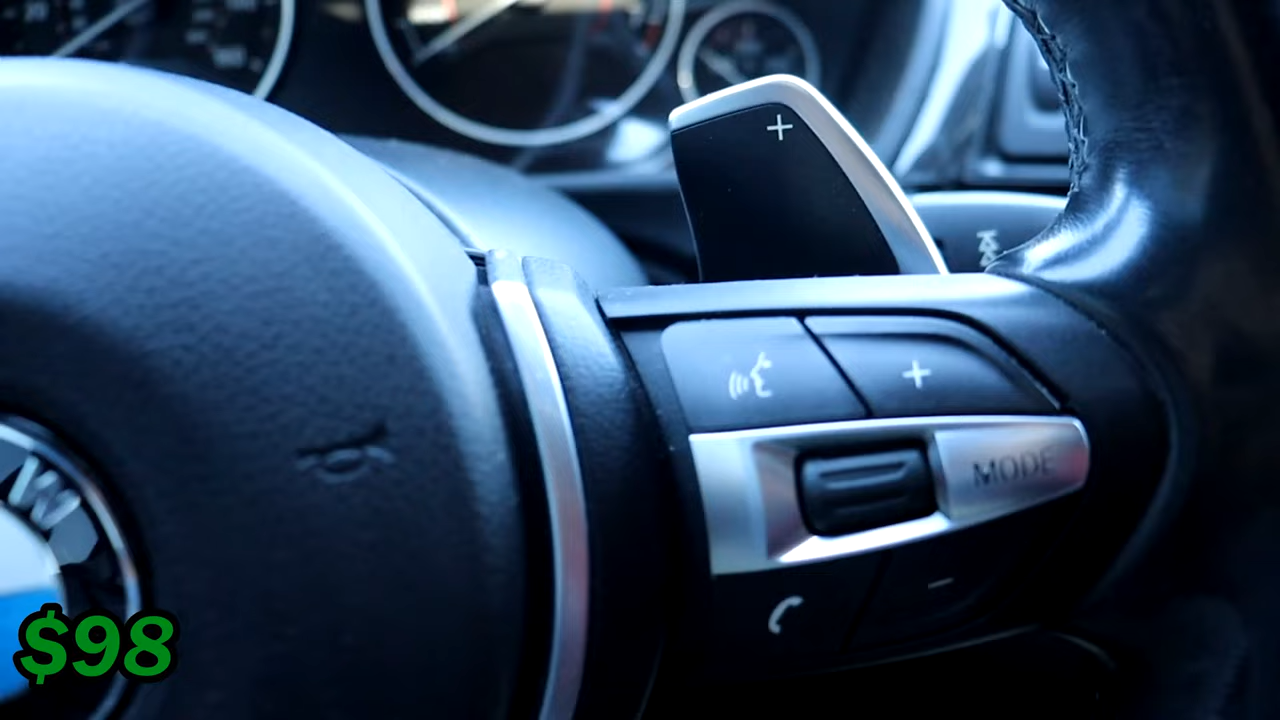 +
+
MODE
−
$98